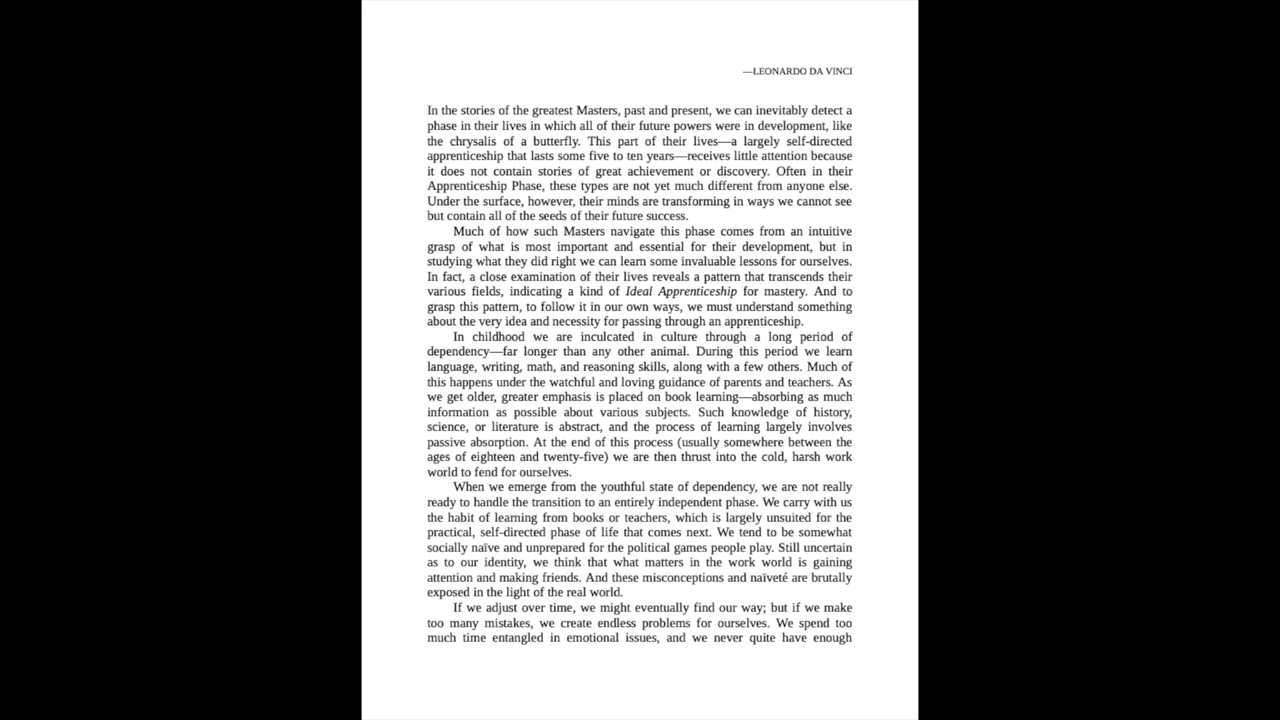 —LEONARDO DA VINCI
In the stories of the greatest Masters, past and present, we can inevitably detect a
phase in their lives in which all of their future powers were in development, like
the chrysalis of a butterfly. This part of their lives—a largely self-directed
apprenticeship that lasts some five to ten years—receives little attention because
it does not contain stories of great achievement or discovery. Often in their
Apprenticeship Phase, these types are not yet much different from anyone else.
Under the surface, however, their minds are transforming in ways we cannot see
but contain all of the seeds of their future success.
Much of how such Masters navigate this phase comes from an intuitive
grasp of what is most important and essential for their development, but in
studying what they did right we can learn some invaluable lessons for ourselves.
In fact, a close examination of their lives reveals a pattern that transcends their
various fields, indicating a kind of Ideal Apprenticeship for mastery. And to
grasp this pattern, to follow it in our own ways, we must understand something
about the very idea and necessity for passing through an apprenticeship.
In childhood we are inculcated in culture through a long period of
dependency—far longer than any other animal. During this period we learn
language, writing, math, and reasoning skills, along with a few others. Much of
this happens under the watchful and loving guidance of parents and teachers. As
we get older, greater emphasis is placed on book learning—absorbing as much
information as possible about various subjects. Such knowledge of history,
science, or literature is abstract, and the process of learning largely involves
passive absorption. At the end of this process (usually somewhere between the
ages of eighteen and twenty-five) we are then thrust into the cold, harsh work
world to fend for ourselves.
When we emerge from the youthful state of dependency, we are not really
ready to handle the transition to an entirely independent phase. We carry with us
the habit of learning from books or teachers, which is largely unsuited for the
practical, self-directed phase of life that comes next. We tend to be somewhat
socially naïve and unprepared for the political games people play. Still uncertain
as to our identity, we think that what matters in the work world is gaining
attention and making friends. And these misconceptions and naïveté are brutally
exposed in the light of the real world.
If we adjust over time, we might eventually find our way; but if we make
too many mistakes, we create endless problems for ourselves. We spend too
much time entangled in emotional issues, and we never quite have enough